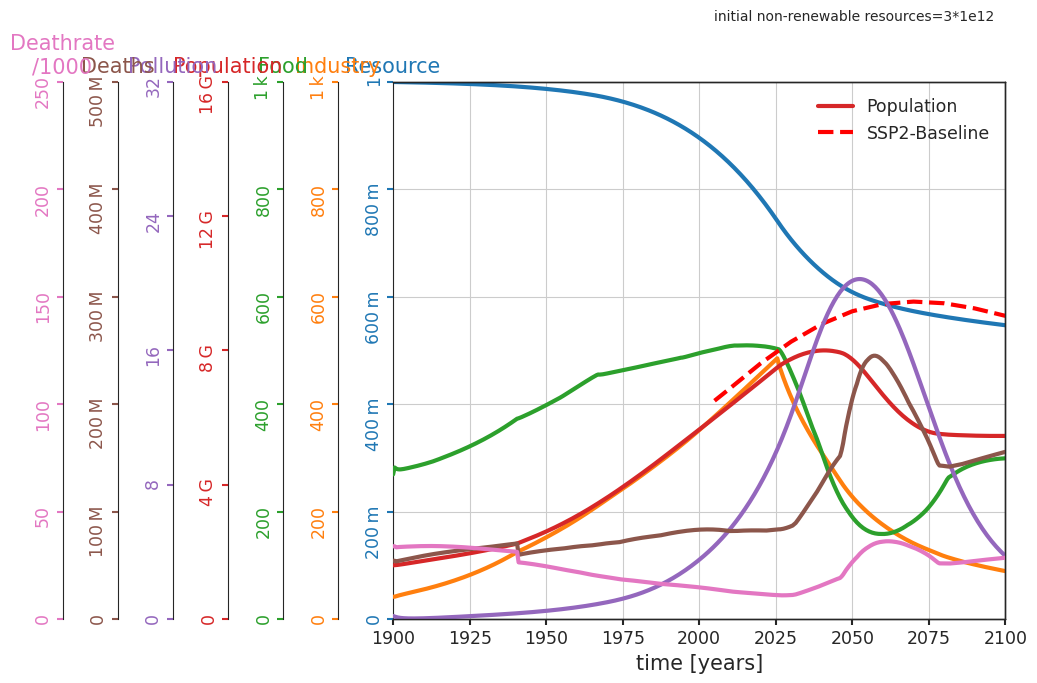 initial non-renewable resources=3*1e12
Deathrate
/1000 Deaths Pollution Population Food Industry Resource
250 500 M 32 16 G 1 k 1 k 1
200 400 M 24 12 G 800 800 800 m
150 300 M 16 8 G 600 600 600 m
100 200 M 8 4 G 400 400 400 m
50 100 M 200 200 200 m
0 0 0 0 0 0 0
Population
SSP2-Baseline
1900 1925 1950 1975 2000 2025 2050 2075 2100
time [years]